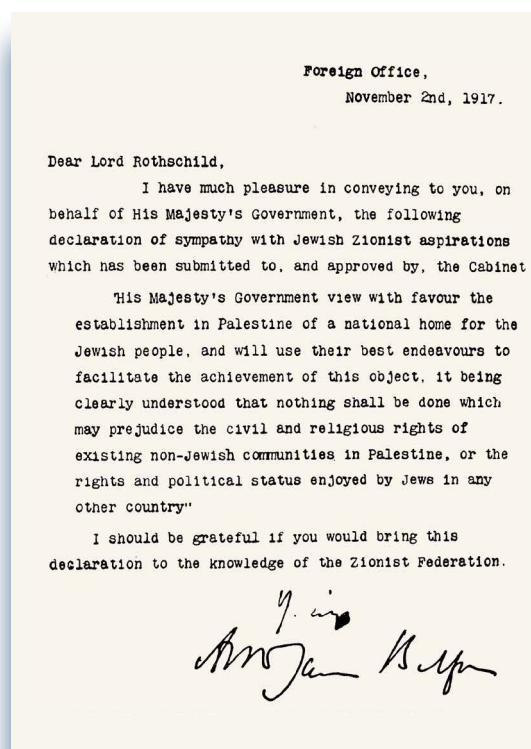 Foreign Office,
November 2nd, 1917.
Dear Lord Rothschild,
I have much pleasure in conveying to you, on
behalf of His Majesty's Government, the following
declaration of sympathy with Jewish Zionist aspirations
which has been submitted to, and approved by, the Cabinet
"His Majesty's Government view with favour the
establishment in Palestine of a national home for the
Jewish people, and will use their best endeavours to
facilitate the achievement of this object, it being
clearly understood that nothing shall be done which
may prejudice the civil and religious rights of
existing non-Jewish communities in Palestine, or the
rights and political status enjoyed by Jews in any
other country"
I should be grateful if you would bring this
declaration to the knowledge of the Zionist Federation.